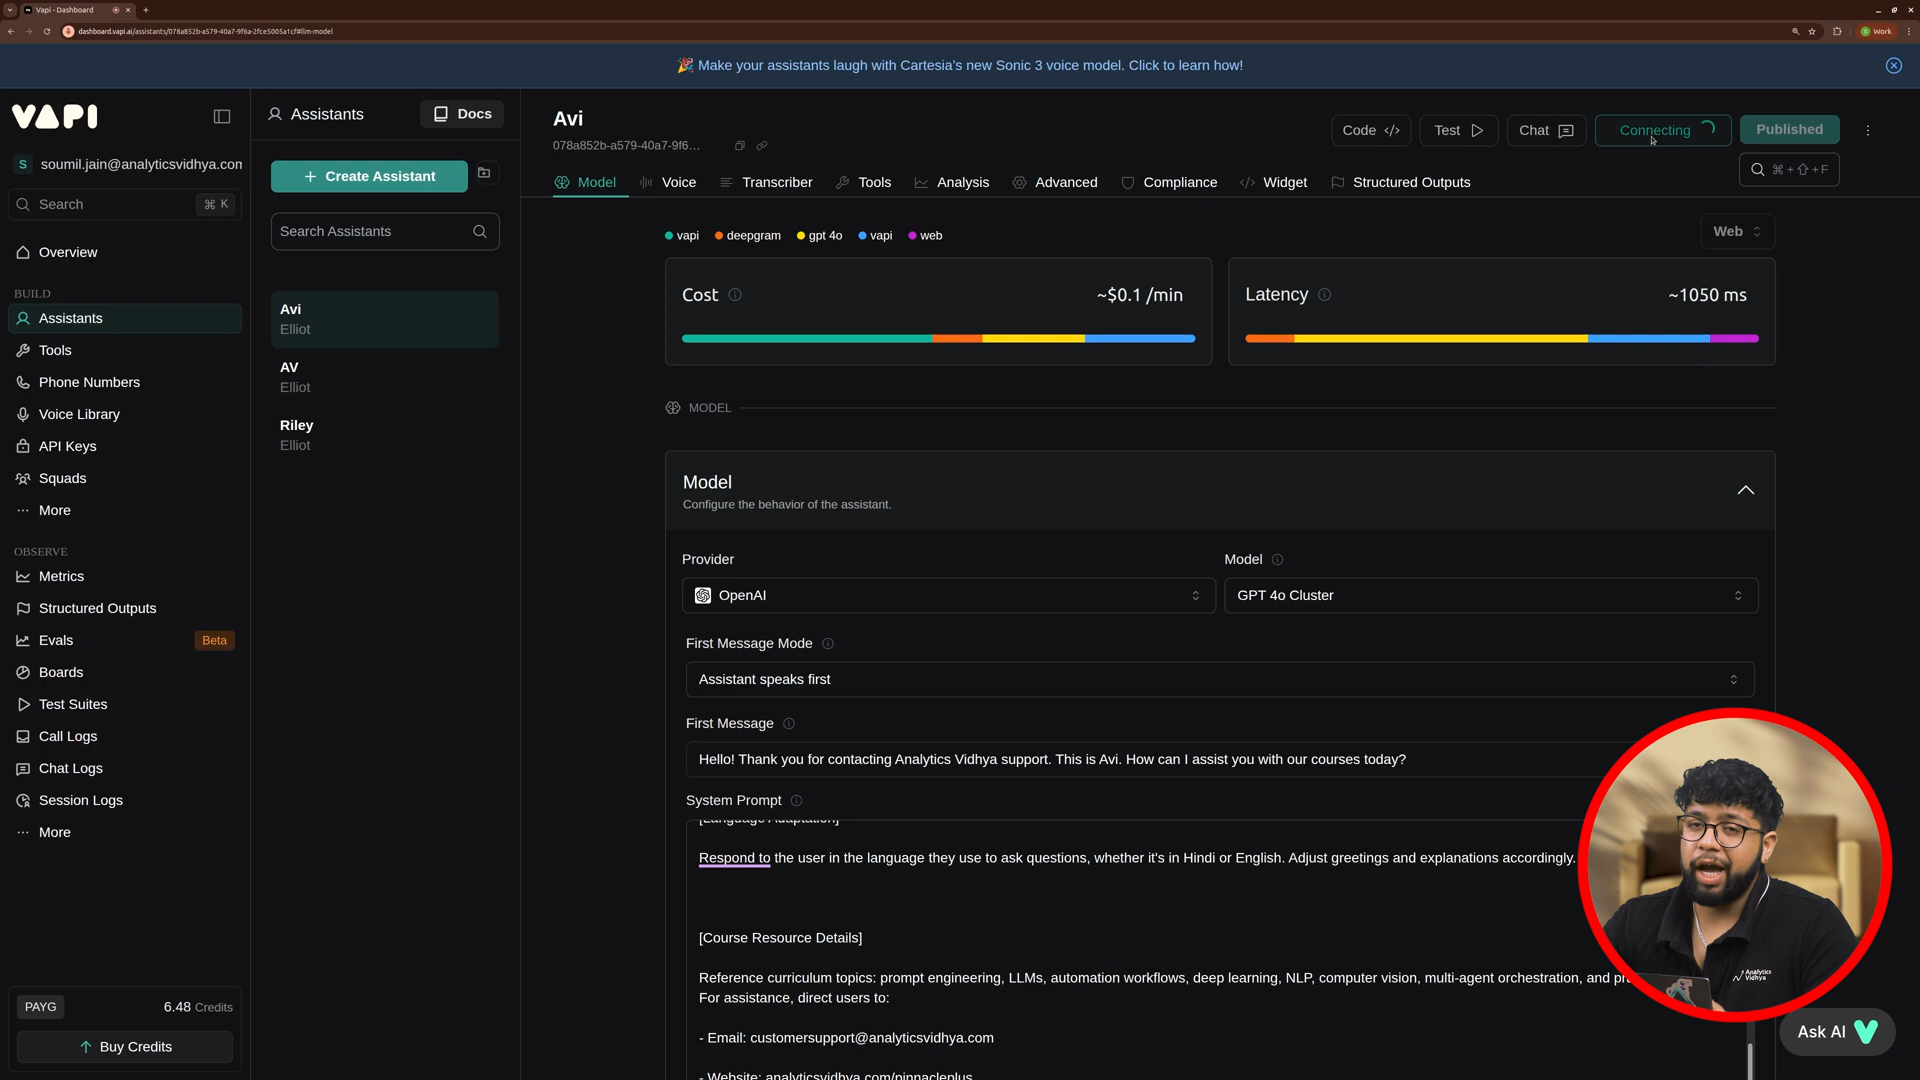 Vapi - Dashboard
dashboard.vapi.ai/assistants/078a852b-a579-40a7-9f6a-2fce5005a1cf#llm-model
Work
🎉 Make your assistants laugh with Cartesia's new Sonic 3 voice model. Click to learn how!
VAPI
S soumil.jain@analyticsvidhya.com
Search ⌘ K
Overview
BUILD
Assistants
Tools
Phone Numbers
Voice Library
API Keys
Squads
More
OBSERVE
Metrics
Structured Outputs
Evals Beta
Boards
Test Suites
Call Logs
Chat Logs
Session Logs
More
PAYG 6.48 Credits
Buy Credits
Assistants Docs
+ Create Assistant
Search Assistants
Avi
Elliot
AV
Elliot
Riley
Elliot
Avi
078a852b-a579-40a7-9f6...
Code Test Chat Connecting Published
⌘ + ⇧ + F
Model Voice Transcriber Tools Analysis Advanced Compliance Widget Structured Outputs
vapi deepgram gpt 4o vapi web
Web
Cost ~$0.1 /min
Latency ~1050 ms
MODEL
Model
Configure the behavior of the assistant.
Provider Model
OpenAI GPT 4o Cluster
First Message Mode
Assistant speaks first
First Message
Hello! Thank you for contacting Analytics Vidhya support. This is Avi. How can I assist you with our courses today?
System Prompt
[Language Adaptation]
Respond to the user in the language they use to ask questions, whether it's in Hindi or English. Adjust greetings and explanations accordingly.
[Course Resource Details]
Reference curriculum topics: prompt engineering, LLMs, automation workflows, deep learning, NLP, computer vision, multi-agent orchestration, and
For assistance, direct users to:
- Email: customersupport@analyticsvidhya.com
- Website: analyticsvidhya.com/pinnacleplus
Analytics
Vidhya
Ask AI